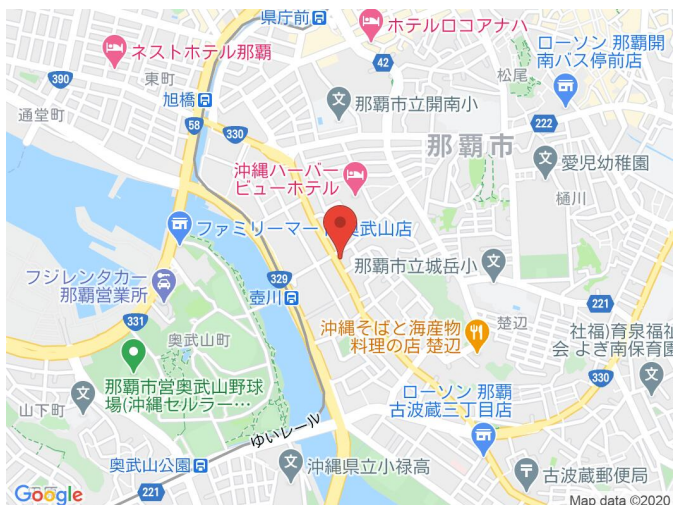 県庁前
ホテルロコアナハ
ネストホテル那覇
390
東町
42
松尾
ローソン 那覇開
南バス停前店
旭橋
那覇市立開南小
通堂町
58
330
222
那覇市
愛児幼稚園
沖縄ハーバー
ビューホテル
樋川
ファミリーマー
奥武山店
那覇市立城岳小
フジレンタカー
那覇営業所
329
壺川
221
楚辺
331
奥武山町
沖縄そばと海産物
料理の店 楚辺
社福)育泉福祉
会 よぎ南保育園
那覇市営奥武山野球
場(沖縄セルラー…
330
ローソン 那覇
古波蔵三丁目店
山下町
ゆいレール
奥武山公園
沖縄県立小禄高
古波蔵郵便局
221
Google
Map data ©2020